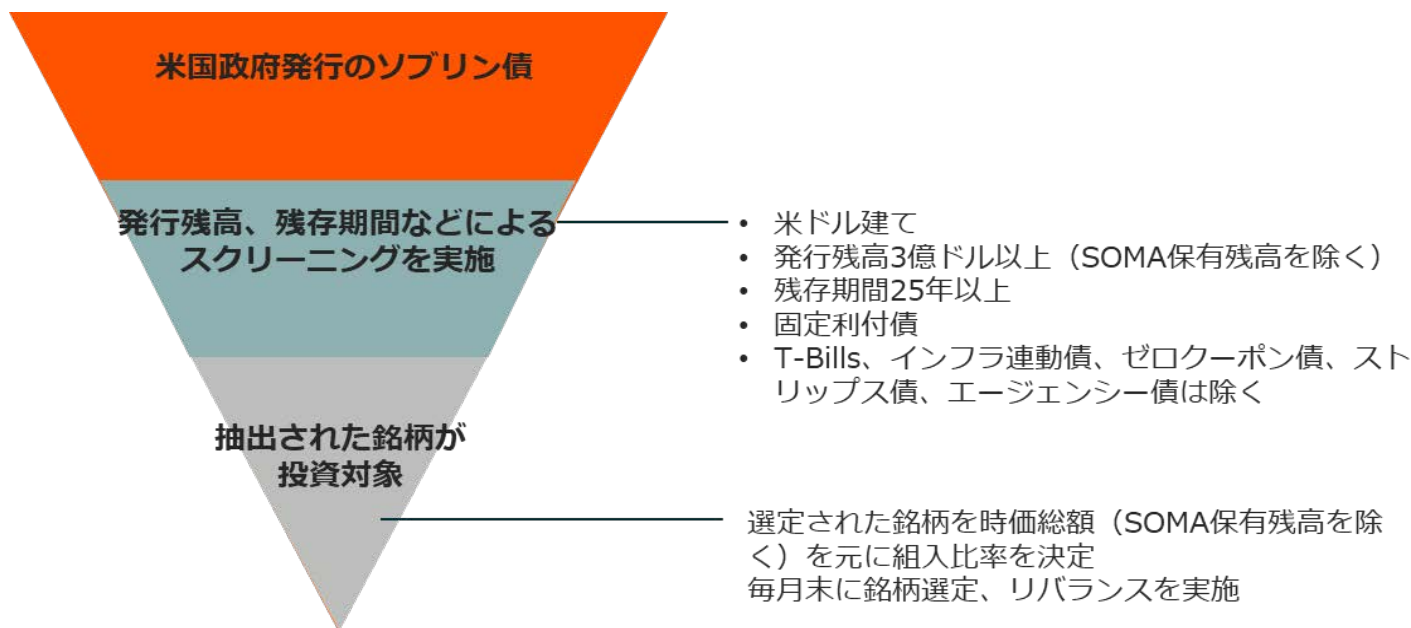 米国政府発行のソブリン債
発行残高、残存期間などによる
スクリーニングを実施
• 米ドル建て
• 発行残高3億ドル以上（SOMA保有残高を除く）
• 残存期間25年以上
• 固定利付債
• T-Bills、インフラ連動債、ゼロクーポン債、スト
リップス債、エージェンシー債は除く
抽出された銘柄が
投資対象
選定された銘柄を時価総額（SOMA保有残高を除
く）を元に組入比率を決定
毎月末に銘柄選定、リバランスを実施